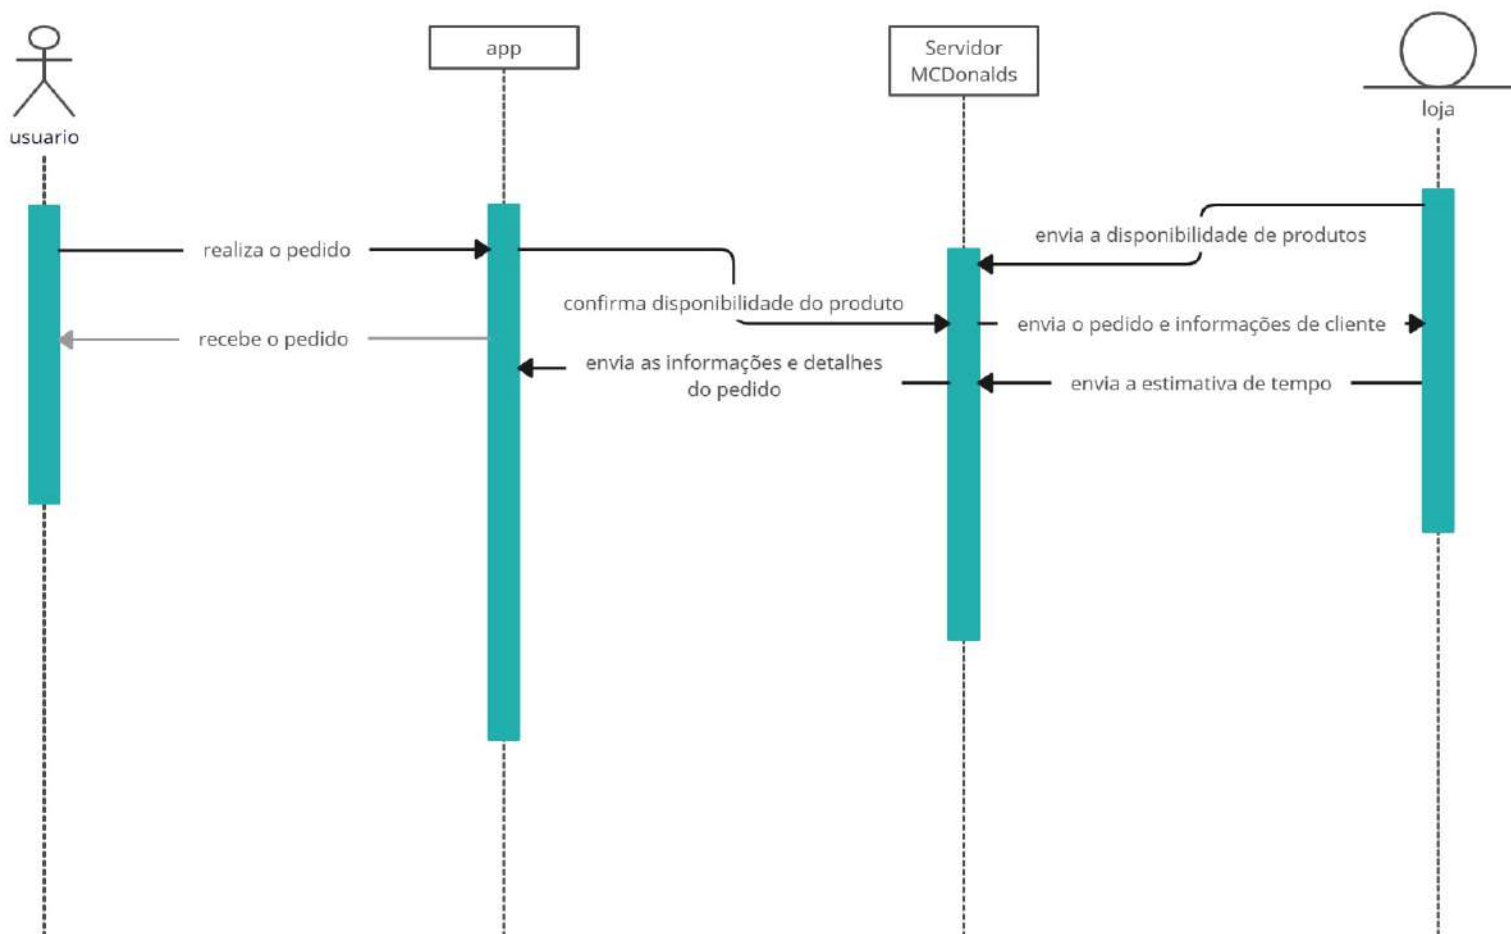 app
Servidor
MCDonalds
loja
usuario
envia a disponibilidade de produtos
realiza o pedido
confirma disponibilidade do produto
envia o pedido e informações de cliente
recebe o pedido
envia as informações e detalhes
do pedido
envia a estimativa de tempo